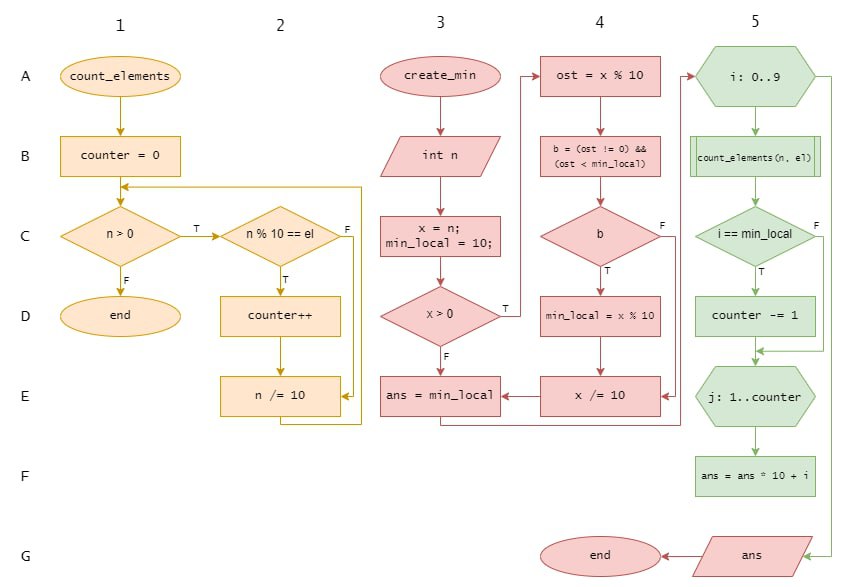 1 2 3 4 5
A count_elements create_min ost = x % 10 i: 0..9
B counter = 0 int n b = (ost != 0) &&
(ost < min_local) count_elements(n, el)
C n > 0 T n % 10 == el F x = n;
min_local = 10; b F i == min_local F
F T T T
D end counter++ x > 0 T min_local = x % 10 counter -= 1
F
E n /= 10 ans = min_local x /= 10 j: 1..counter
F ans = ans * 10 + i
G end ans